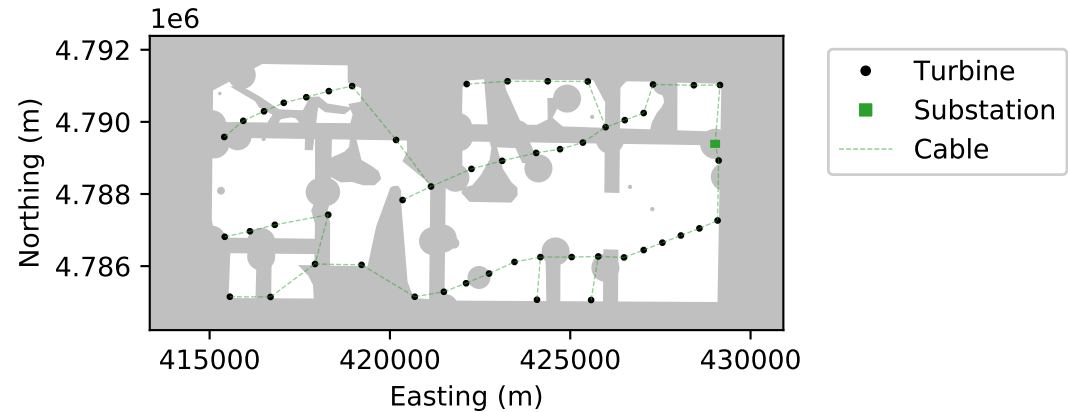 1e6
4.792
4.790
4.788
4.786
Northing (m)
415000 420000 425000 430000
Easting (m)
Turbine
Substation
Cable